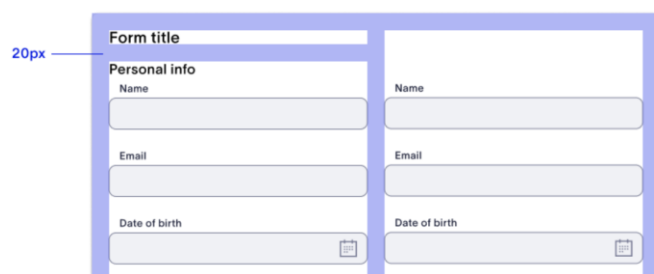 Form title
20px
Personal info
Name
Name
Email
Email
Date of birth
Date of birth